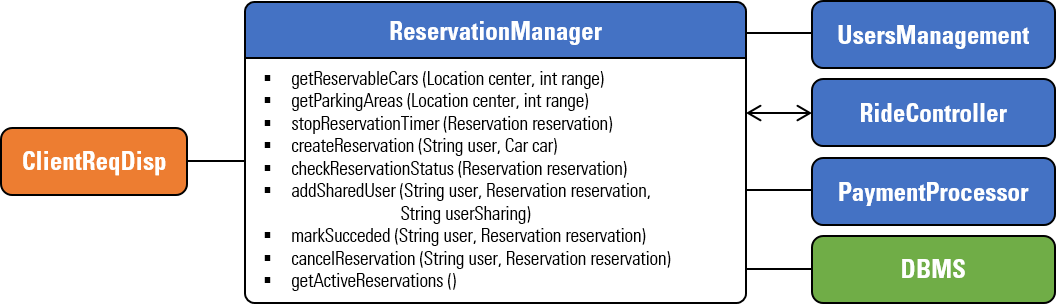 ReservationManager
▪ getReservableCars (Location center, int range)
▪ getParkingAreas (Location center, int range)
▪ stopReservationTimer (Reservation reservation)
▪ createReservation (String user, Car car)
▪ checkReservationStatus (Reservation reservation)
▪ addSharedUser (String user, Reservation reservation,
String userSharing)
▪ markSucceded (String user, Reservation reservation)
▪ cancelReservation (String user, Reservation reservation)
▪ getActiveReservations ()
ClientReqDisp
UsersManagement
RideController
PaymentProcessor
DBMS